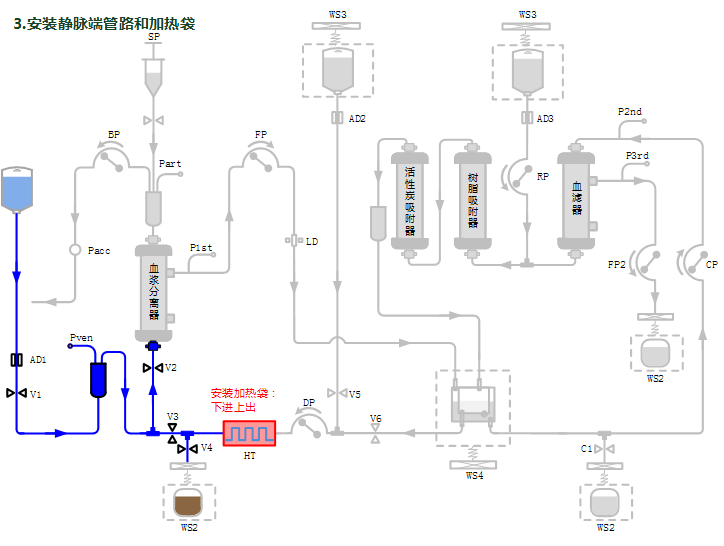 3.安装静脉端管路和加热袋
SP
WS3
WS3
BP
FP
AD2
AD3
P2nd
Part
P3rd
活性炭吸附器
树脂吸附器
RP
血滤器
Pacc
P1st
LD
血浆分离器
FP2
CP
Pven
AD1
V2
WS2
V1
安装加热袋：
下进上出
DP
V5
V3
V6
V4
HT
WS4
C1
WS2
WS2